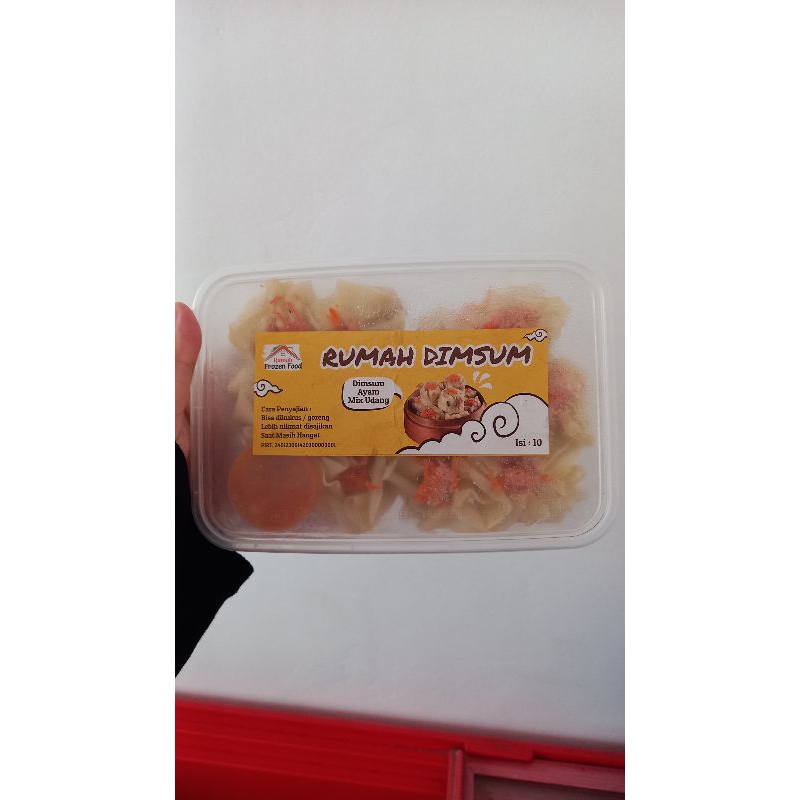 RUMAH DIMSUM
Rumah
Frozen Food
Dimsum
Ayam
Mix Udang
Cara Penyajian :
Bisa dikukus / goreng
Lebih nikmat disajikan
Saat Masih Hangat
Isi : 10